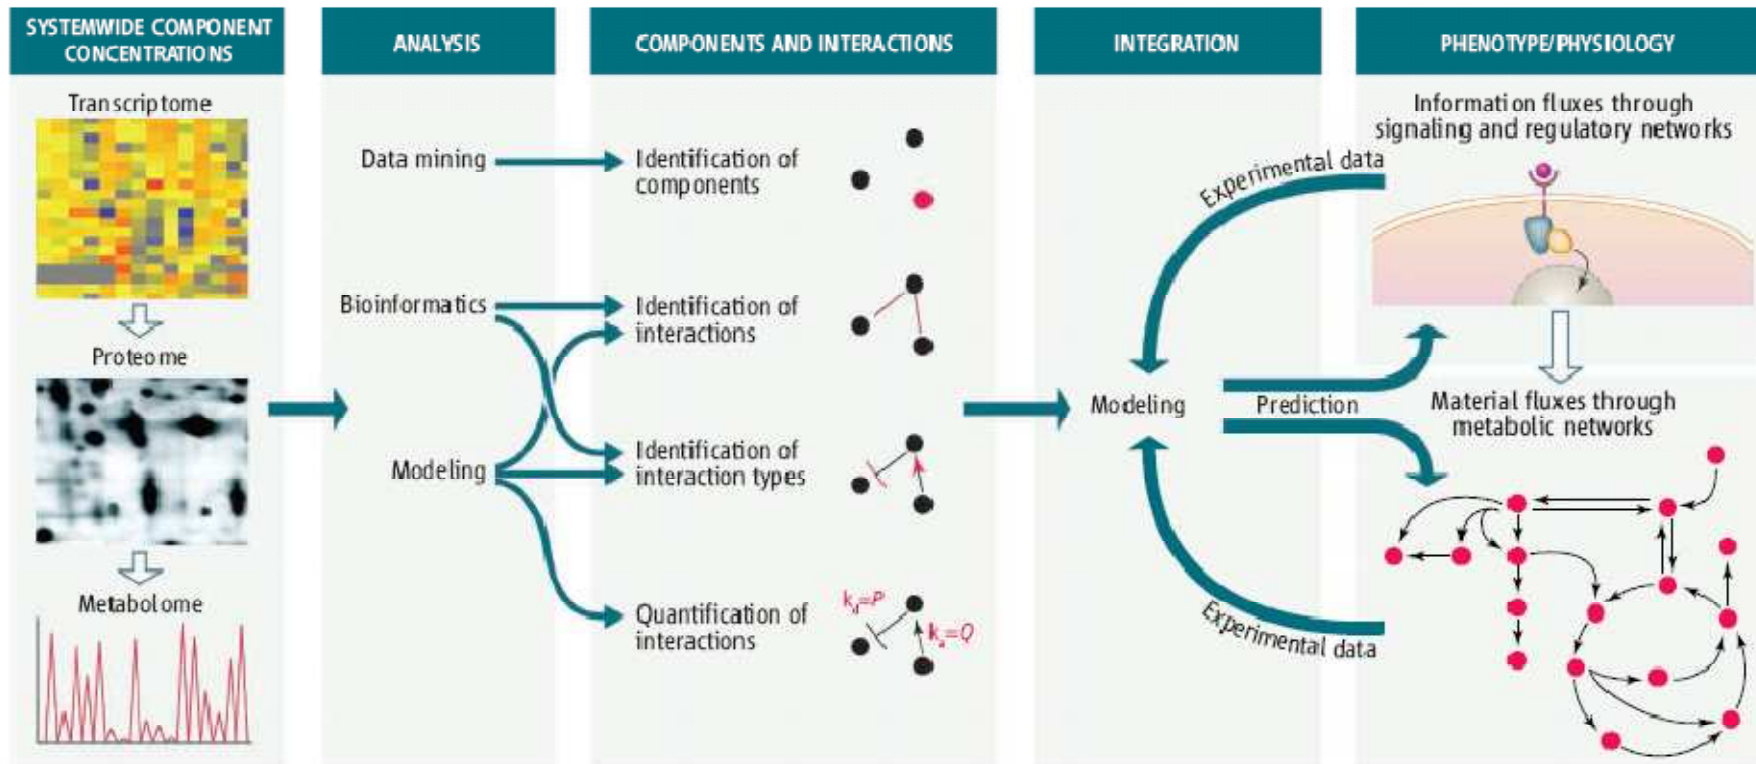 SYSTEMWIDE COMPONENT
CONCENTRATIONS
Transcriptome
Proteome
Metabolome
ANALYSIS
Data mining
Bioinformatics
Modeling
COMPONENTS AND INTERACTIONS
Identification of
components
Identification of
interactions
Identification of
interaction types
Quantification of
interactions
k_d=P
k_a=Q
INTEGRATION
Experimental data
Modeling
Prediction
Experimental data
PHENOTYPE/PHYSIOLOGY
Information fluxes through
signaling and regulatory networks
Material fluxes through
metabolic networks